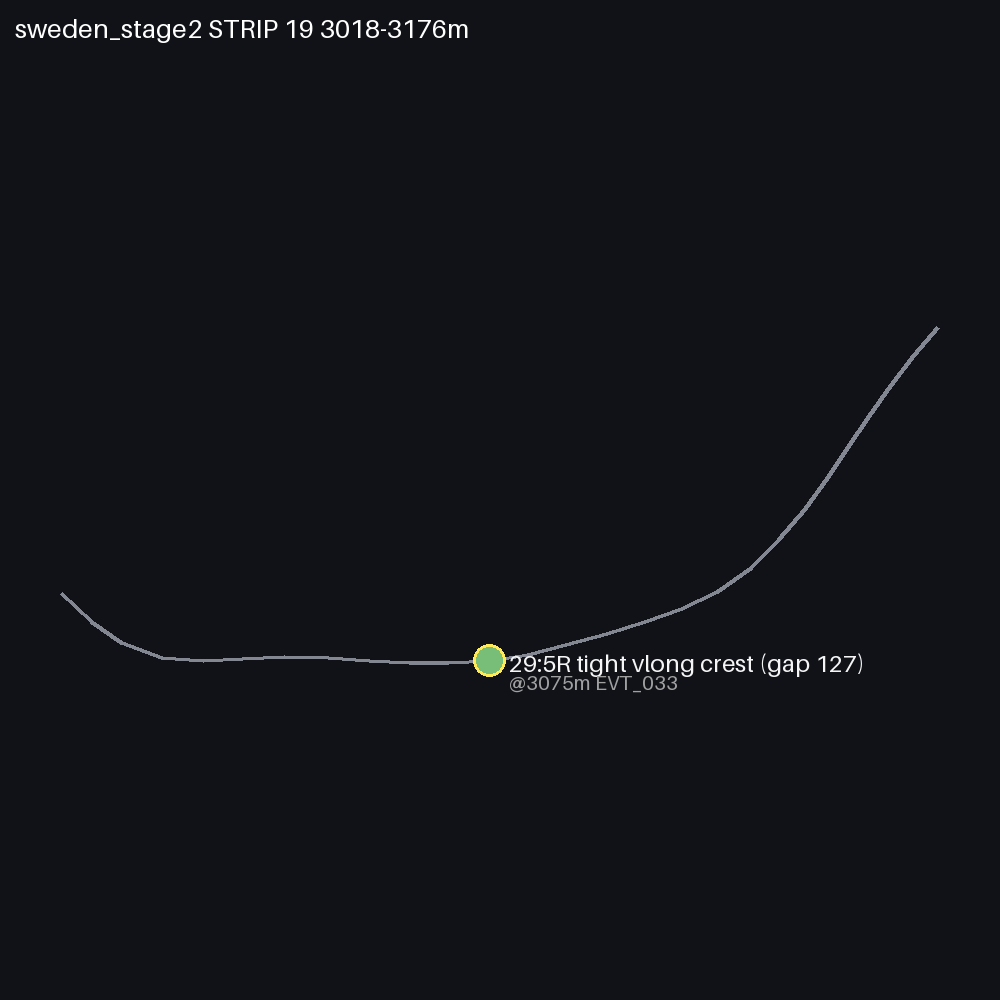 sweden_stage2 STRIP 19 3018-3176m
29:5R tight vlong crest (gap 127)
@3075m EVT_033